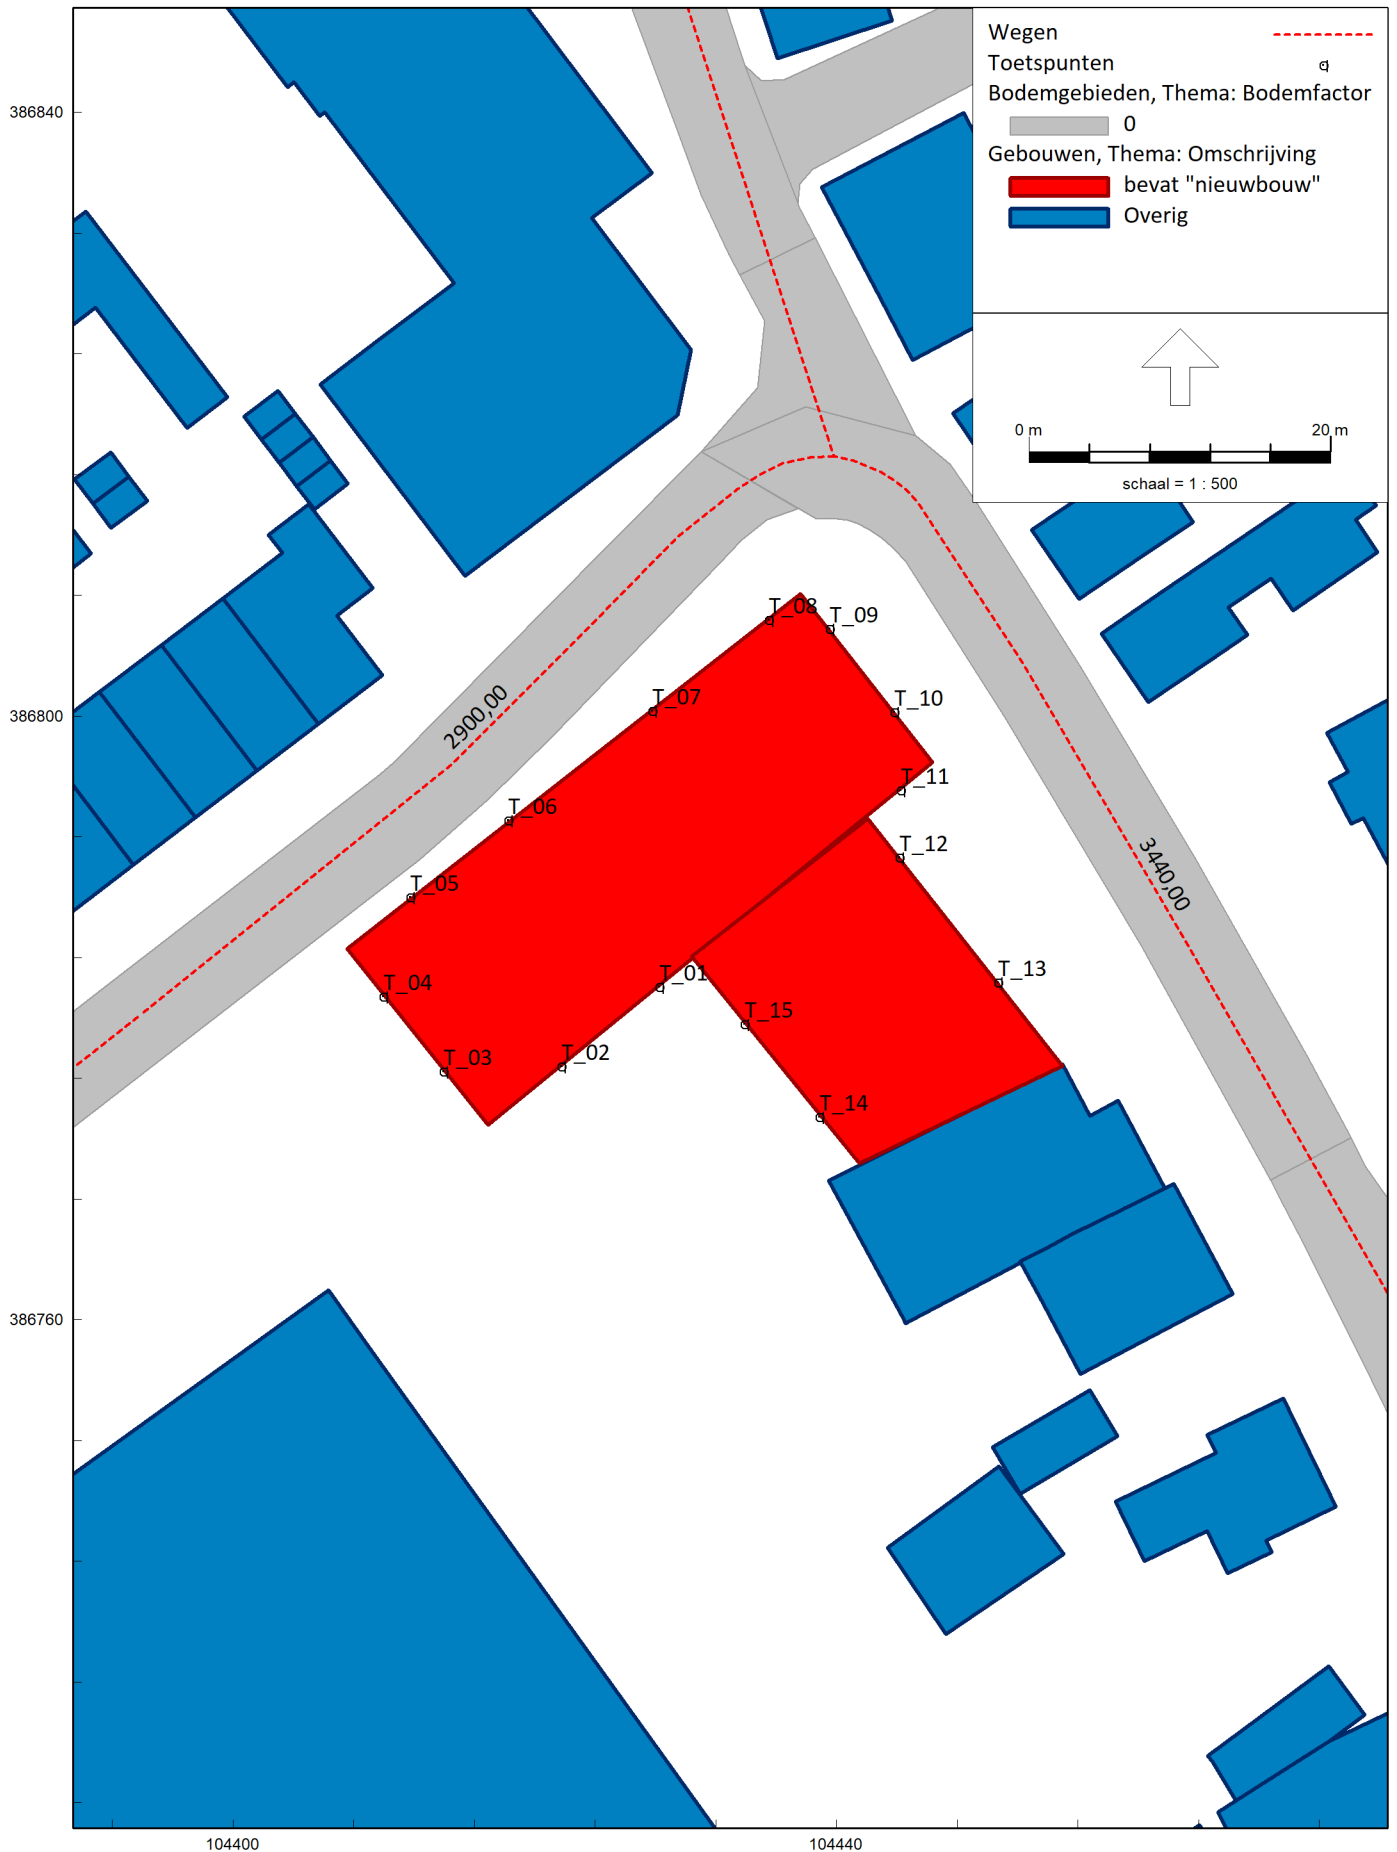 Wegen
Toetspunten
Bodemgebieden, Thema: Bodemfactor
0
Gebouwen, Thema: Omschrijving
bevat "nieuwbouw"
Overig
0 m
20 m
schaal = 1 : 500
386840
386800
386760
104400
104440
2900,00
3440,00
T_08
T_09
T_07
T_10
T_11
T_06
T_12
T_05
T_01
T_13
T_04
T_15
T_03
T_02
T_14